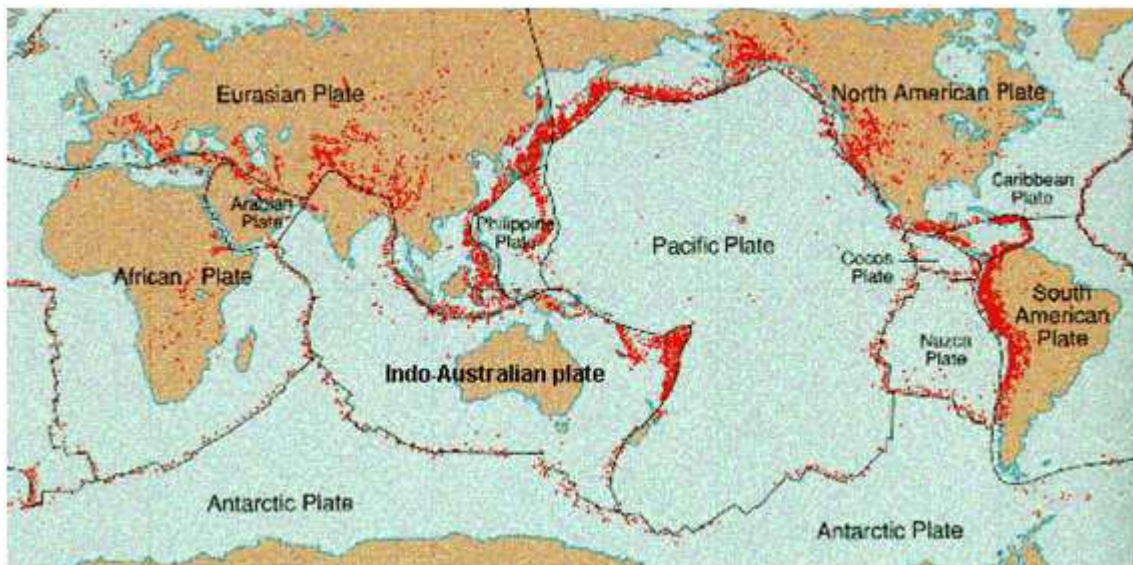 Eurasian Plate
North American Plate
Caribbean
Plate
Arabian
Plate
Philippine
Plate
Pacific Plate
Cocos
Plate
African Plate
South
American
Plate
Nazca
Plate
Indo-Australian plate
Antarctic Plate
Antarctic Plate